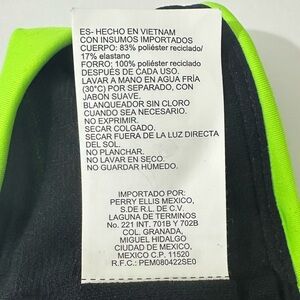 ES- HECHO EN VIETNAM
CON INSUMOS IMPORTADOS
CUERPO: 83% poliéster reciclado/
17% elastano
FORRO: 100% poliéster reciclado
DESPUÉS DE CADA USO.
LAVAR A MANO EN AGUA FRÍA
(30°C) POR SEPARADO, CON
JABON SUAVE.
BLANQUEADOR SIN CLORO
CUANDO SEA NECESARIO.
NO EXPRIMIR.
SECAR COLGADO.
SECAR FUERA DE LA LUZ DIRECTA
DEL SOL.
NO PLANCHAR.
NO LAVAR EN SECO.
NO GUARDAR HÚMEDO.
IMPORTADO POR:
PERRY ELLIS MEXICO,
S.DE R.L. DE C.V
LAGUNA DE TERMINOS
No. 221 INT. 701B Y 702B
COL. GRANADA,
MIGUEL HIDALGO
CIUDAD DE MEXICO,
MEXICO C.P. 11520
R.F.C.: PEM080422SE0